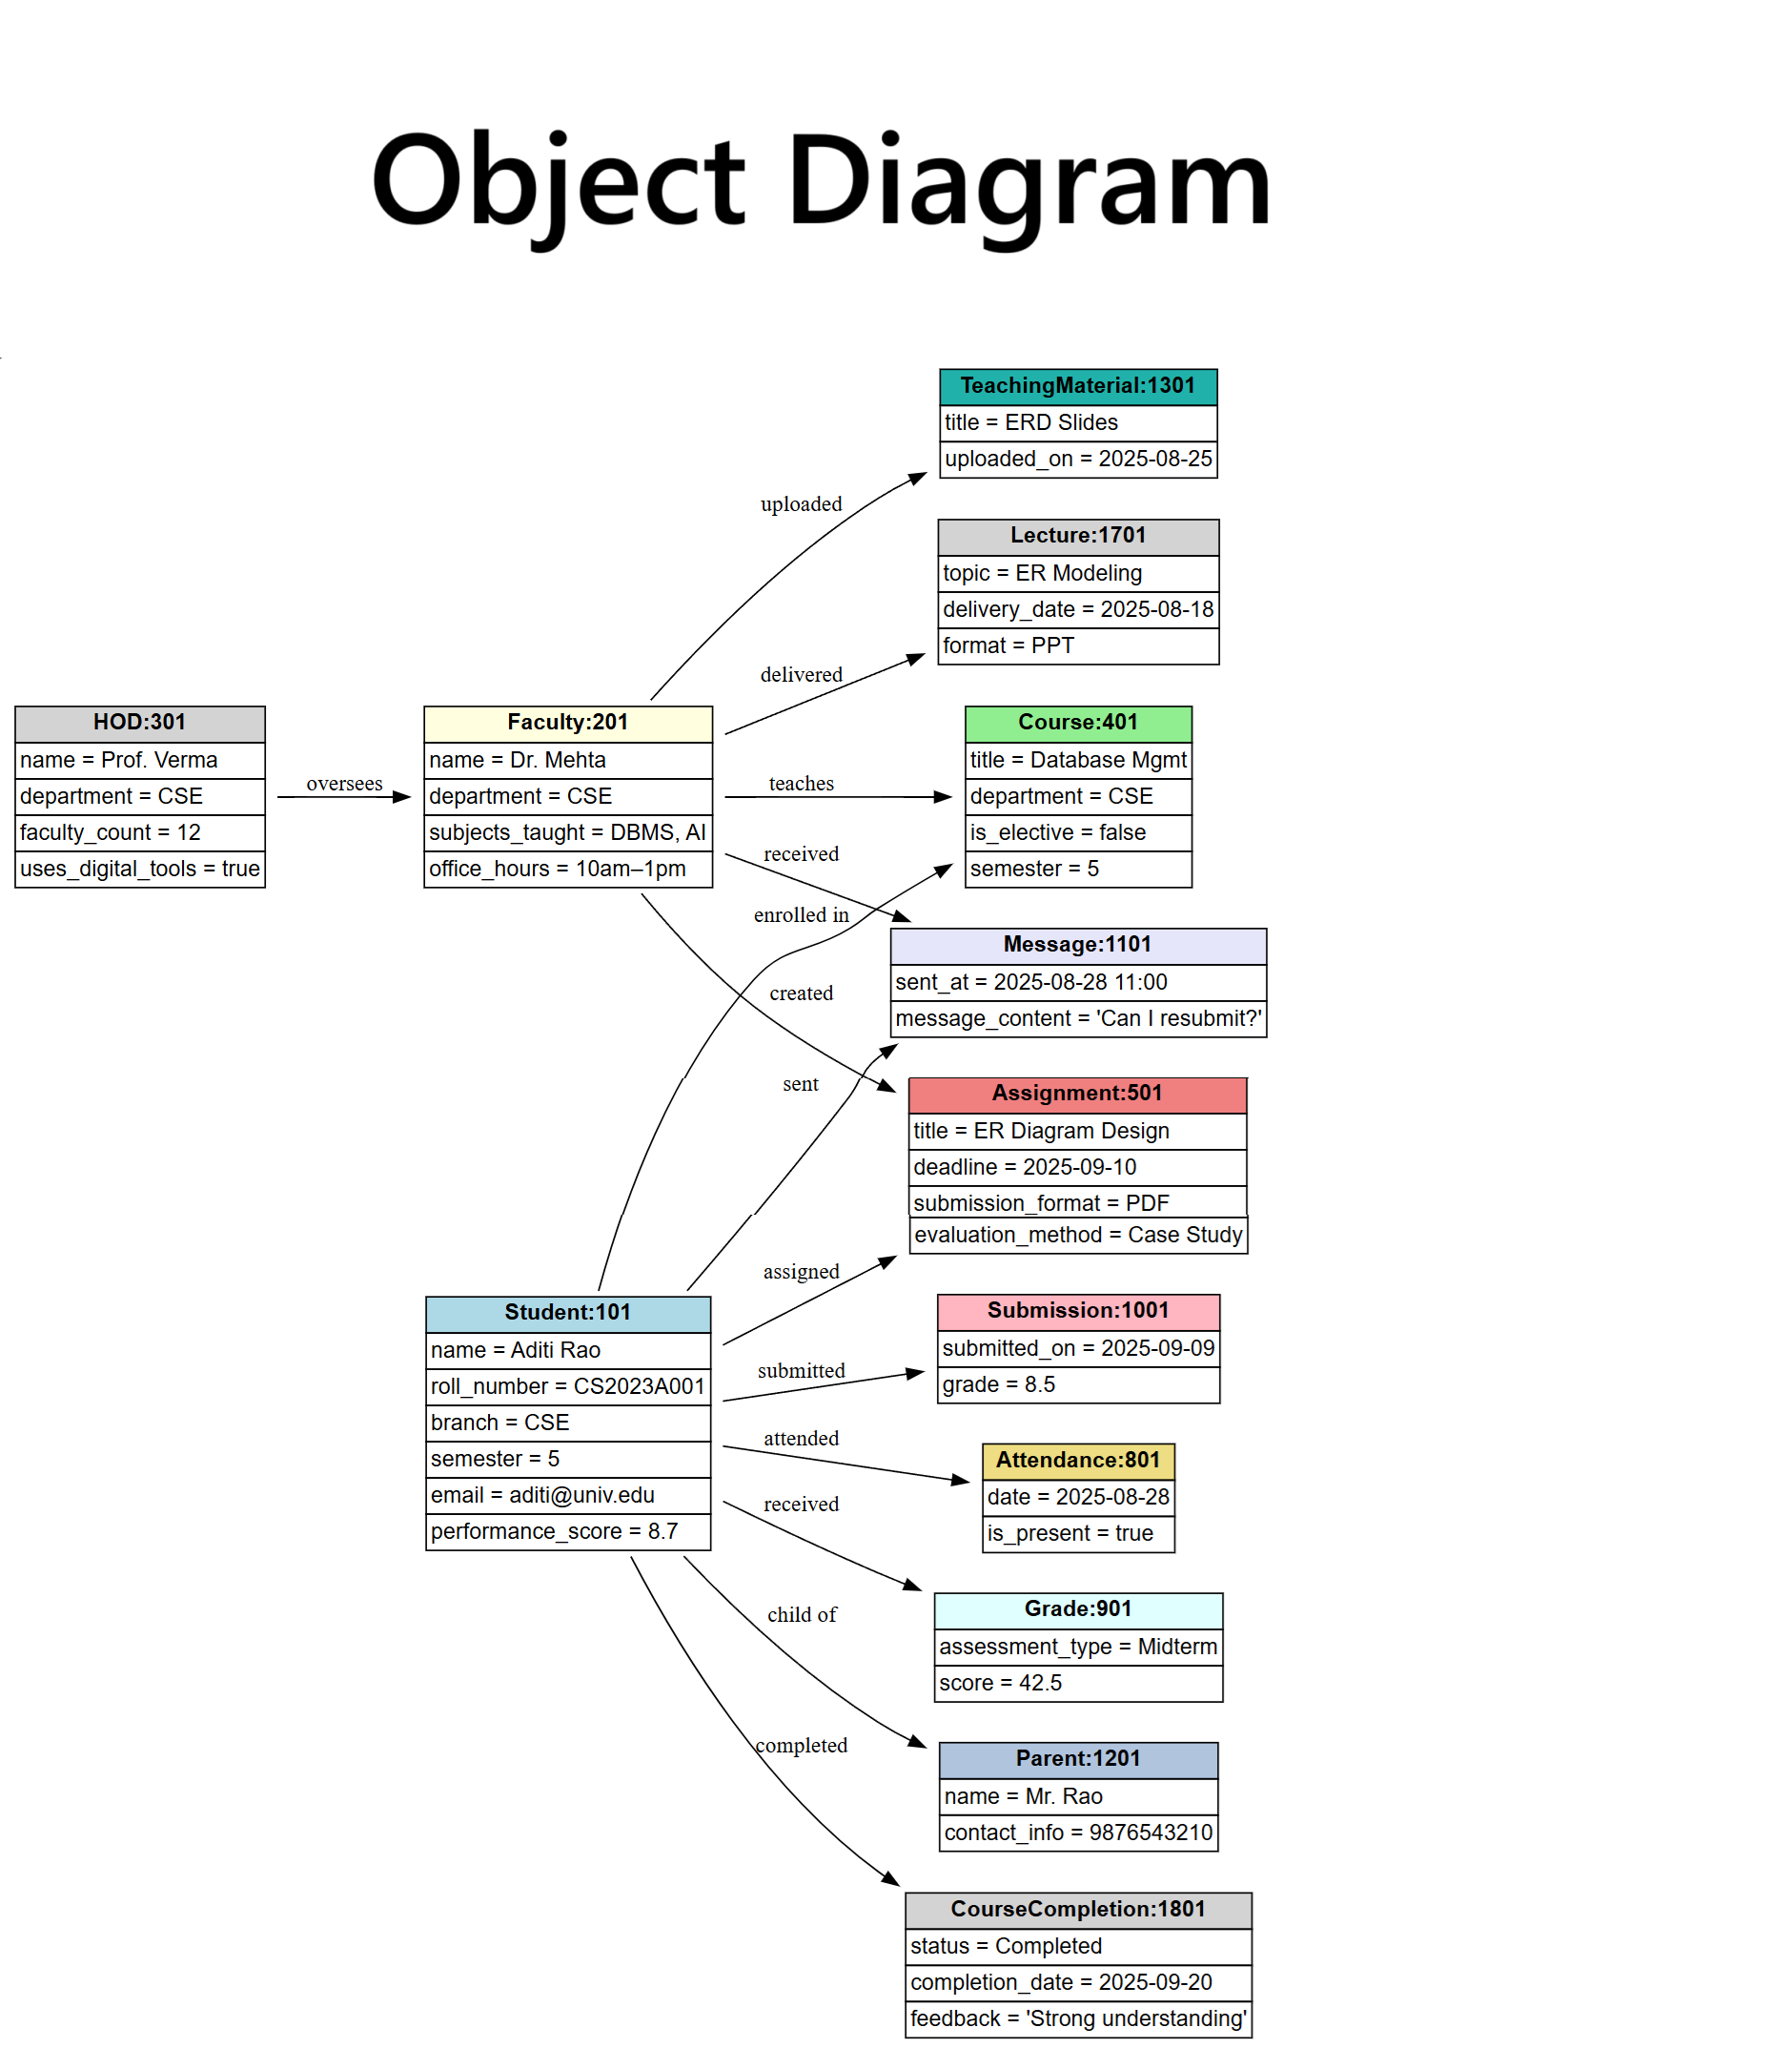 Object Diagram
TeachingMaterial:1301
title = ERD Slides
uploaded_on = 2025-08-25
uploaded
Lecture:1701
topic = ER Modeling
delivery_date = 2025-08-18
format = PPT
delivered
HOD:301
name = Prof. Verma
department = CSE
faculty_count = 12
uses_digital_tools = true
oversees
Faculty:201
name = Dr. Mehta
department = CSE
subjects_taught = DBMS, AI
office_hours = 10am–1pm
teaches
Course:401
title = Database Mgmt
department = CSE
is_elective = false
semester = 5
received
enrolled in
Message:1101
sent_at = 2025-08-28 11:00
message_content = 'Can I resubmit?'
created
sent
Assignment:501
title = ER Diagram Design
deadline = 2025-09-10
submission_format = PDF
evaluation_method = Case Study
assigned
Student:101
name = Aditi Rao
roll_number = CS2023A001
branch = CSE
semester = 5
email = aditi@univ.edu
performance_score = 8.7
submitted
Submission:1001
submitted_on = 2025-09-09
grade = 8.5
attended
Attendance:801
date = 2025-08-28
is_present = true
received
Grade:901
assessment_type = Midterm
score = 42.5
child of
Parent:1201
name = Mr. Rao
contact_info = 9876543210
completed
CourseCompletion:1801
status = Completed
completion_date = 2025-09-20
feedback = 'Strong understanding'